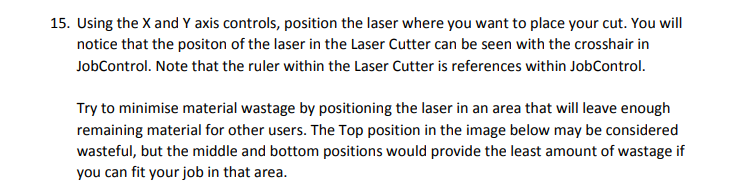 15. Using the X and Y axis controls, position the laser where you want to place your cut. You will
notice that the positon of the laser in the Laser Cutter can be seen with the crosshair in
JobControl. Note that the ruler within the Laser Cutter is references within JobControl.
Try to minimise material wastage by positioning the laser in an area that will leave enough
remaining material for other users. The Top position in the image below may be considered
wasteful, but the middle and bottom positions would provide the least amount of wastage if
you can fit your job in that area.